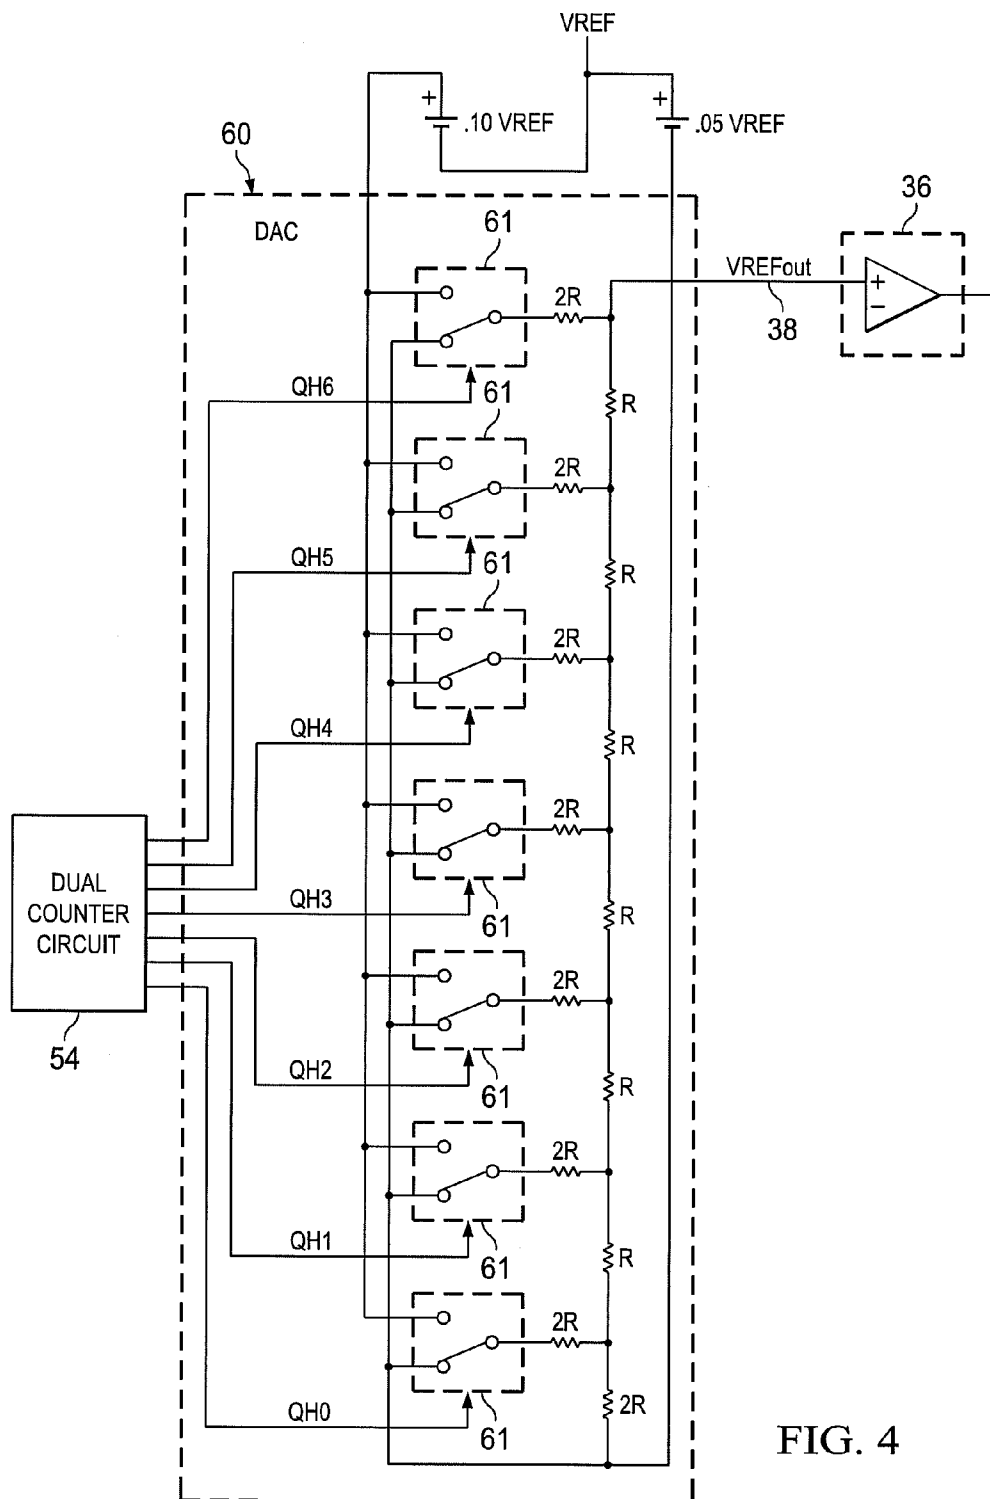 VREF
+ .10 VREF
+ .05 VREF
60
DAC
61
36
2R
VREFout
+
−
38
R
QH6
61
2R
R
QH5
61
2R
R
QH4
2R
R
QH3
61
DUAL
COUNTER
CIRCUIT
54
2R
R
QH2
61
2R
R
QH1
61
2R
2R
QH0
61
FIG. 4